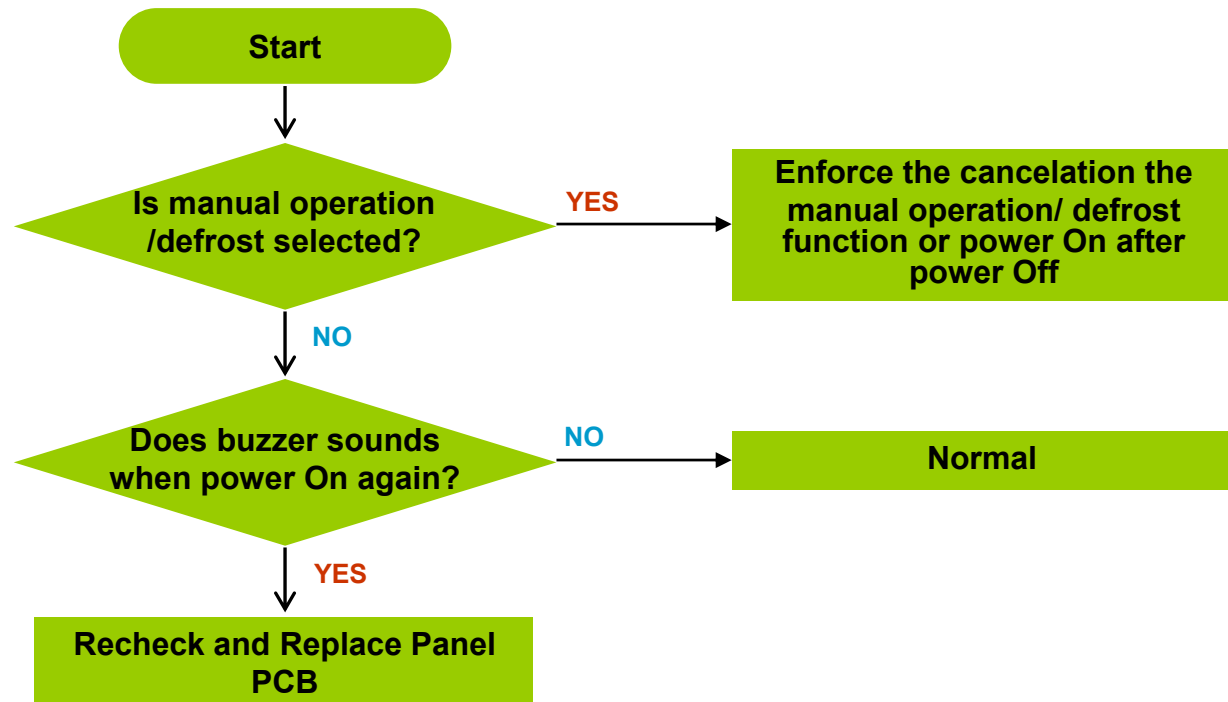 Start
Is manual operation
/defrost selected?
YES
Enforce the cancelation the
manual operation/ defrost
function or power On after
power Off
NO
Does buzzer sounds
when power On again?
NO
Normal
YES
Recheck and Replace Panel
PCB